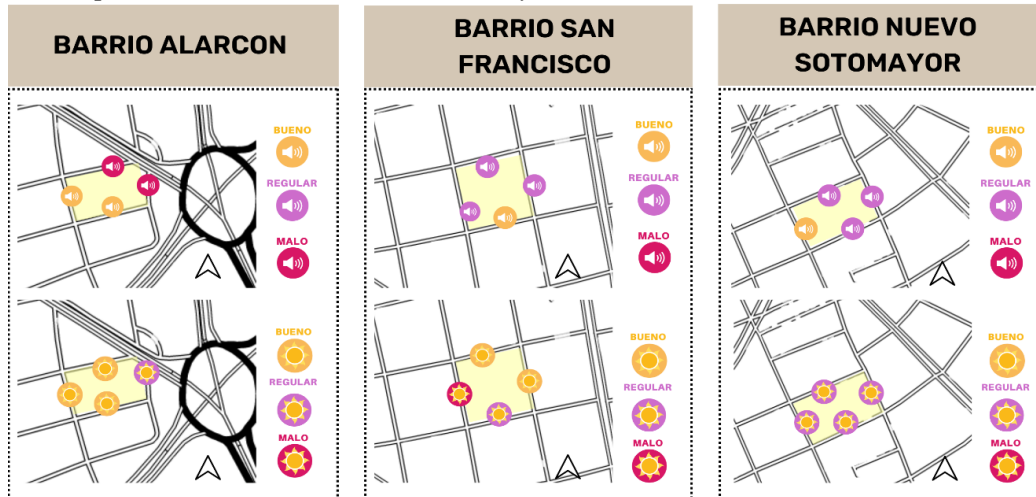 BARRIO ALARCON
BARRIO SAN
FRANCISCO
BARRIO NUEVO
SOTOMAYOR
BUENO
REGULAR
MALO
BUENO
REGULAR
MALO
BUENO
REGULAR
MALO
BUENO
REGULAR
MALO
BUENO
REGULAR
MALO
BUENO
REGULAR
MALO